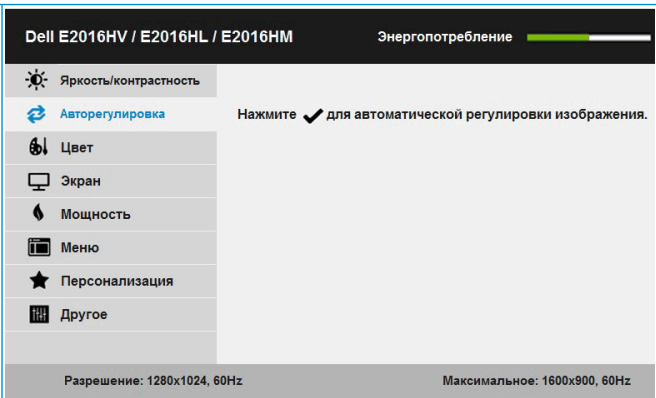 Dell E2016HV / E2016HL / E2016HM Энергопотребление
Яркость/контрастность
Авторегулировка
Нажмите для автоматической регулировки изображения.
Цвет
Экран
Мощность
Меню
Персонализация
Другое
Разрешение: 1280x1024, 60Hz Максимальное: 1600x900, 60Hz